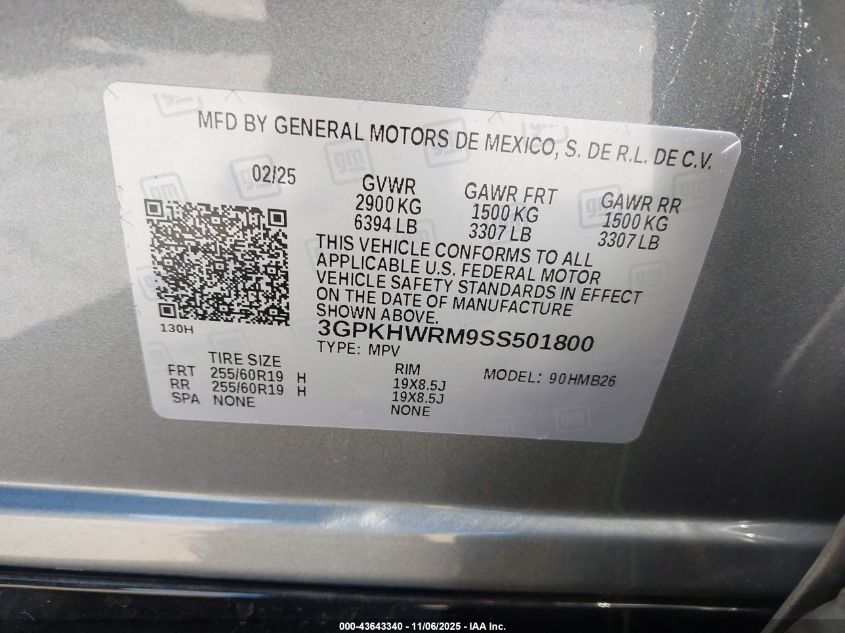 MFD BY GENERAL MOTORS DE MEXICO, S. DE R.L. DE C.V.
02/25
GVWR
2900 KG
6394 LB
GAWR FRT
1500 KG
3307 LB
GAWR RR
1500 KG
3307 LB
THIS VEHICLE CONFORMS TO ALL
APPLICABLE U.S. FEDERAL MOTOR
VEHICLE SAFETY STANDARDS IN EFFECT
ON THE DATE OF MANUFACTURE
SHOWN ABOVE.
130H
3GPKHWRM9SS501800
TYPE: MPV
MODEL: 90HMB26
TIRE SIZE
RIM
FRT 255/60R19 H 19X8.5J
RR 255/60R19 H 19X8.5J
SPA NONE NONE
gm
000-43643340 - 11/06/2025 - IAA Inc.